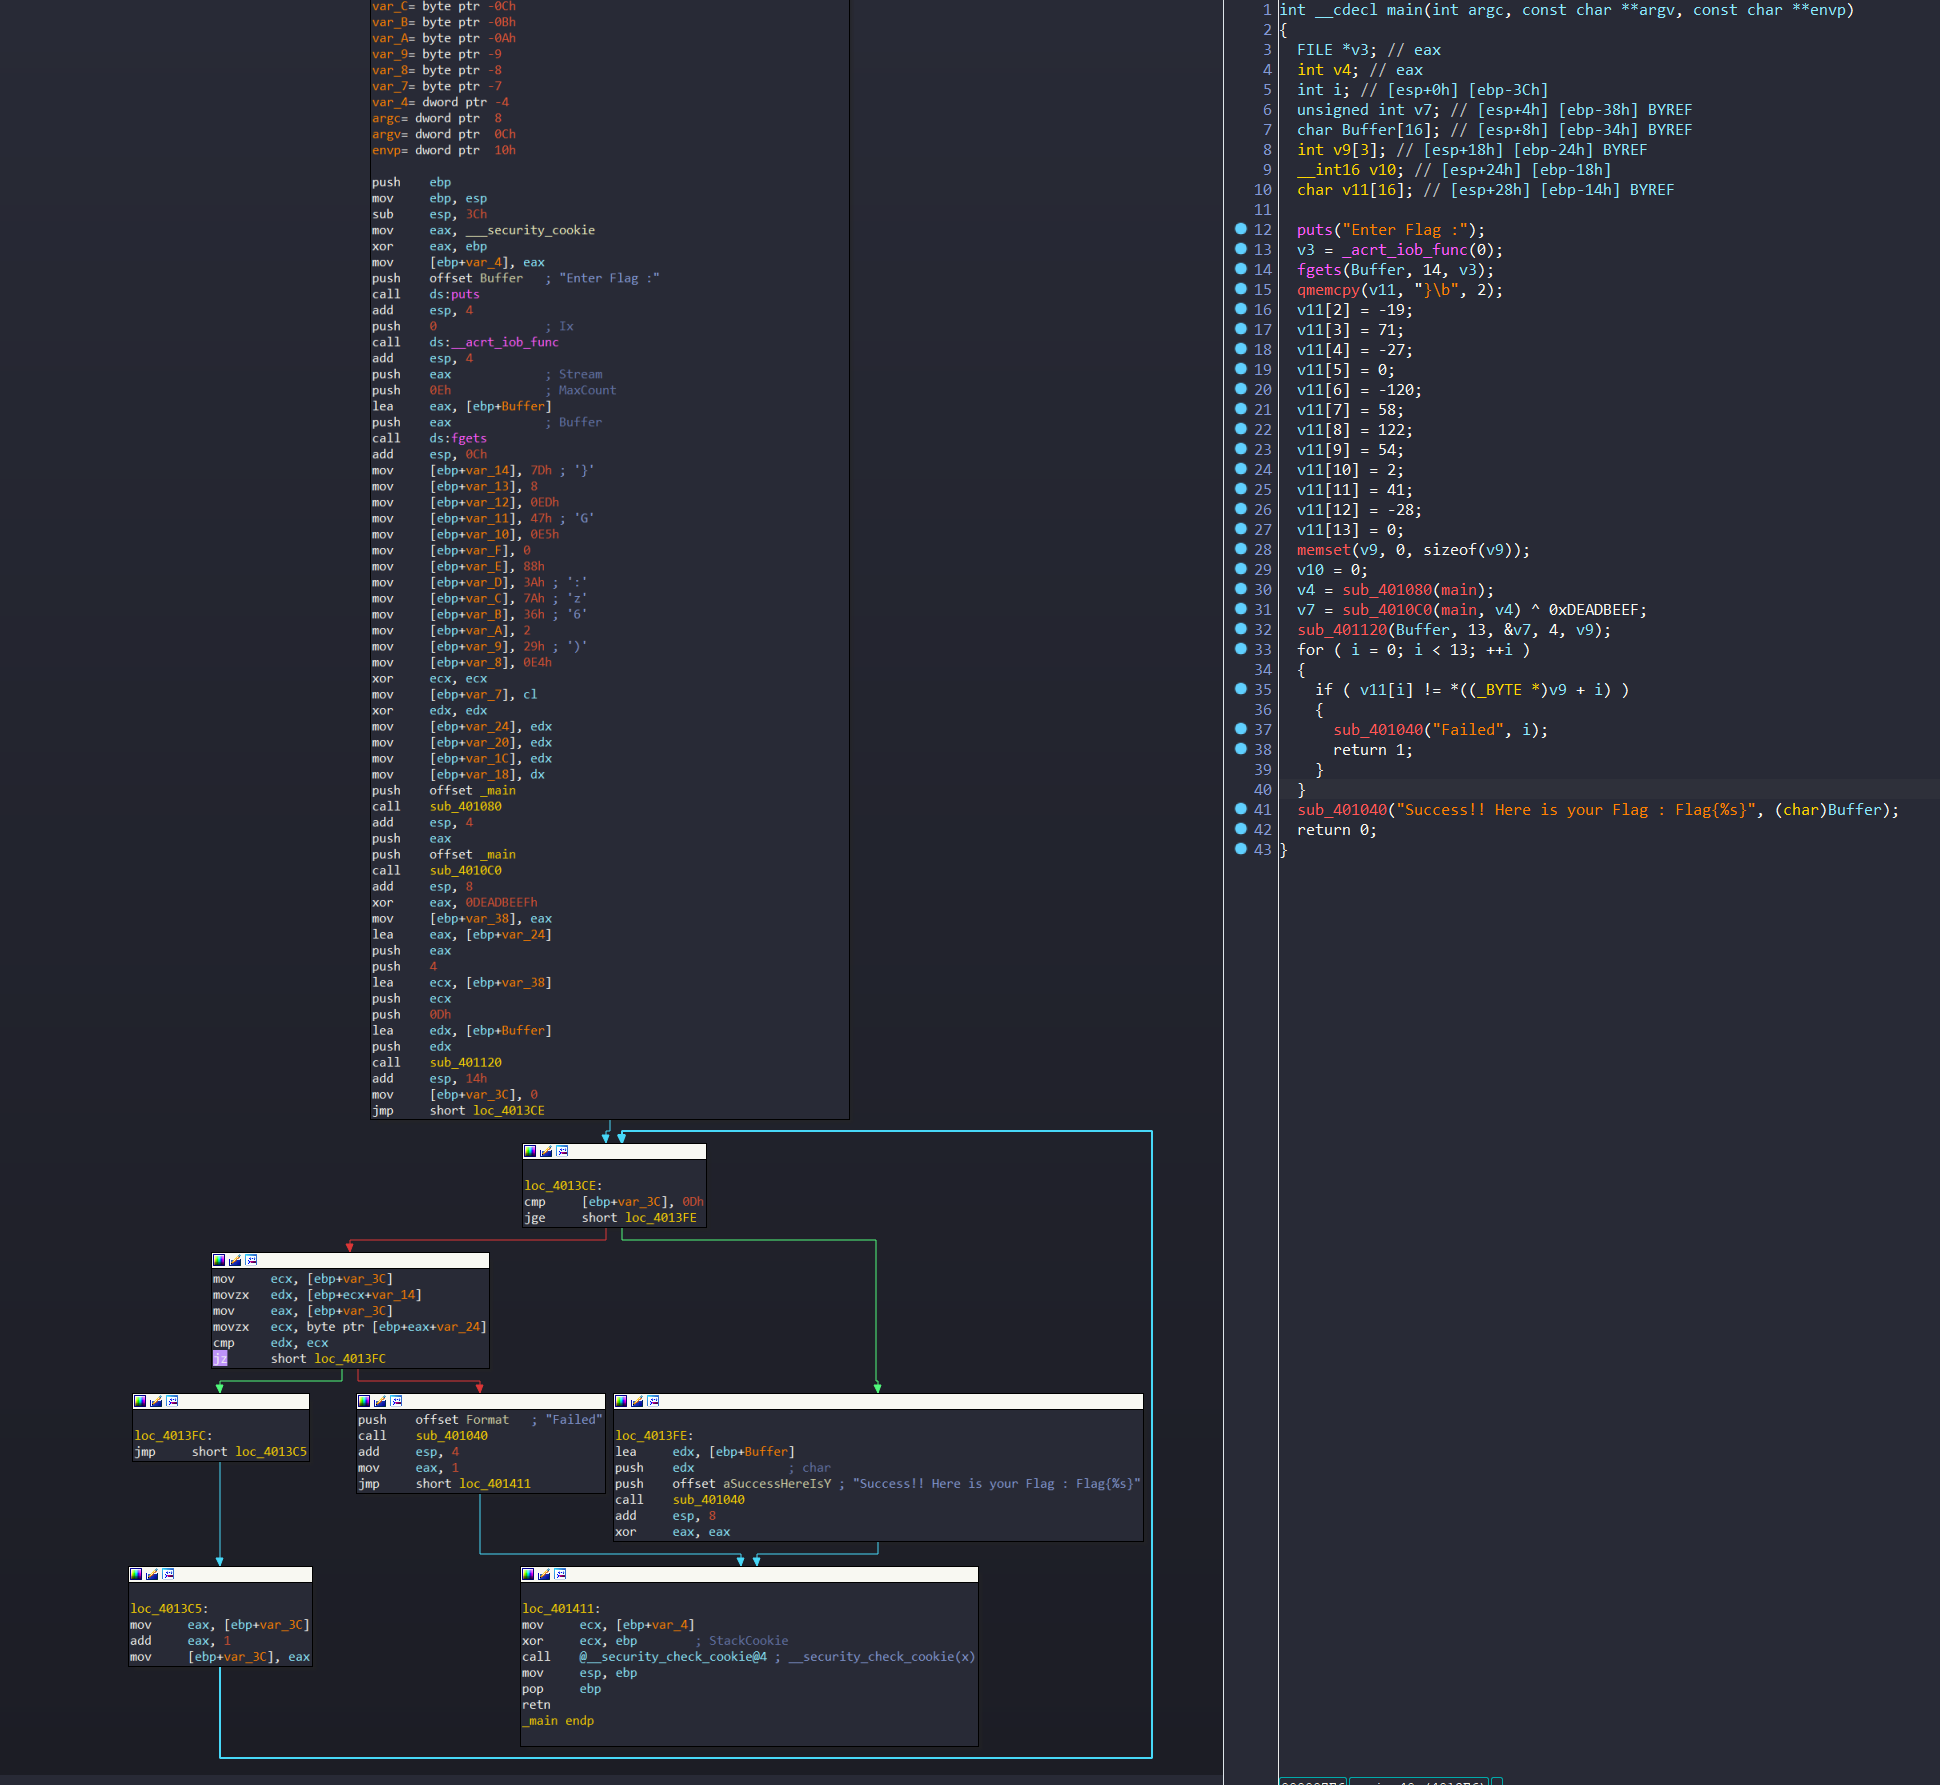 var_C= byte ptr -0Ch
var_B= byte ptr -0Bh
var_A= byte ptr -0Ah
var_9= byte ptr -9
var_8= byte ptr -8
var_7= byte ptr -7
var_4= dword ptr -4
argc= dword ptr  8
argv= dword ptr  0Ch
envp= dword ptr  10h
push    ebp
mov     ebp, esp
sub     esp, 3Ch
mov     eax, ___security_cookie
xor     eax, ebp
mov     [ebp+var_4], eax
push    offset Buffer   ; "Enter Flag :"
call    ds:puts
add     esp, 4
push    0               ; Ix
call    ds:__acrt_iob_func
add     esp, 4
push    eax             ; Stream
push    0Eh             ; MaxCount
lea     eax, [ebp+Buffer]
push    eax             ; Buffer
call    ds:fgets
add     esp, 0Ch
mov     [ebp+var_14], 7Dh ; '}'
mov     [ebp+var_13], 8
mov     [ebp+var_12], 0EDh
mov     [ebp+var_11], 47h ; 'G'
mov     [ebp+var_10], 0E5h
mov     [ebp+var_F], 0
mov     [ebp+var_E], 88h
mov     [ebp+var_D], 3Ah ; ':'
mov     [ebp+var_C], 7Ah ; 'z'
mov     [ebp+var_B], 36h ; '6'
mov     [ebp+var_A], 2
mov     [ebp+var_9], 29h ; ')'
mov     [ebp+var_8], 0E4h
xor     ecx, ecx
mov     [ebp+var_7], cl
xor     edx, edx
mov     [ebp+var_24], edx
mov     [ebp+var_20], edx
mov     [ebp+var_1C], edx
mov     [ebp+var_18], dx
push    offset _main
call    sub_401080
add     esp, 4
push    eax
push    offset _main
call    sub_4010C0
add     esp, 8
xor     eax, 0DEADBEEFh
mov     [ebp+var_38], eax
lea     eax, [ebp+var_24]
push    eax
push    4
lea     ecx, [ebp+var_38]
push    ecx
push    0Dh
lea     edx, [ebp+Buffer]
push    edx
call    sub_401120
add     esp, 14h
mov     [ebp+var_3C], 0
jmp     short loc_4013CE
loc_4013CE:
cmp     [ebp+var_3C], 0Dh
jge     short loc_4013FE
mov     ecx, [ebp+var_3C]
movzx   edx, [ebp+ecx+var_14]
mov     eax, [ebp+var_3C]
movzx   ecx, byte ptr [ebp+eax+var_24]
cmp     edx, ecx
jz      short loc_4013FC
loc_4013FC:
jmp     short loc_4013C5
push    offset Format   ; "Failed"
call    sub_401040
add     esp, 4
mov     eax, 1
jmp     short loc_401411
loc_4013FE:
lea     edx, [ebp+Buffer]
push    edx             ; char
push    offset aSuccessHereIsY ; "Success!! Here is your Flag : Flag{%s}"
call    sub_401040
add     esp, 8
xor     eax, eax
loc_4013C5:
mov     eax, [ebp+var_3C]
add     eax, 1
mov     [ebp+var_3C], eax
loc_401411:
mov     ecx, [ebp+var_4]
xor     ecx, ebp        ; StackCookie
call    @__security_check_cookie@4 ; __security_check_cookie(x)
mov     esp, ebp
pop     ebp
retn
_main endp
1 int __cdecl main(int argc, const char **argv, const char **envp)
2 {
3   FILE *v3; // eax
4   int v4; // eax
5   int i; // [esp+0h] [ebp-3Ch]
6   unsigned int v7; // [esp+4h] [ebp-38h] BYREF
7   char Buffer[16]; // [esp+8h] [ebp-34h] BYREF
8   int v9[3]; // [esp+18h] [ebp-24h] BYREF
9   __int16 v10; // [esp+24h] [ebp-18h]
10   char v11[16]; // [esp+28h] [ebp-14h] BYREF
11
12   puts("Enter Flag :");
13   v3 = _acrt_iob_func(0);
14   fgets(Buffer, 14, v3);
15   qmemcpy(v11, "}\b", 2);
16   v11[2] = -19;
17   v11[3] = 71;
18   v11[4] = -27;
19   v11[5] = 0;
20   v11[6] = -120;
21   v11[7] = 58;
22   v11[8] = 122;
23   v11[9] = 54;
24   v11[10] = 2;
25   v11[11] = 41;
26   v11[12] = -28;
27   v11[13] = 0;
28   memset(v9, 0, sizeof(v9));
29   v10 = 0;
30   v4 = sub_401080(main);
31   v7 = sub_4010C0(main, v4) ^ 0xDEADBEEF;
32   sub_401120(Buffer, 13, &v7, 4, v9);
33   for ( i = 0; i < 13; ++i )
34   {
35     if ( v11[i] != *((_BYTE *)v9 + i) )
36     {
37       sub_401040("Failed", i);
38       return 1;
39     }
40   }
41   sub_401040("Success!! Here is your Flag : Flag{%s}", (char)Buffer);
42   return 0;
43 }